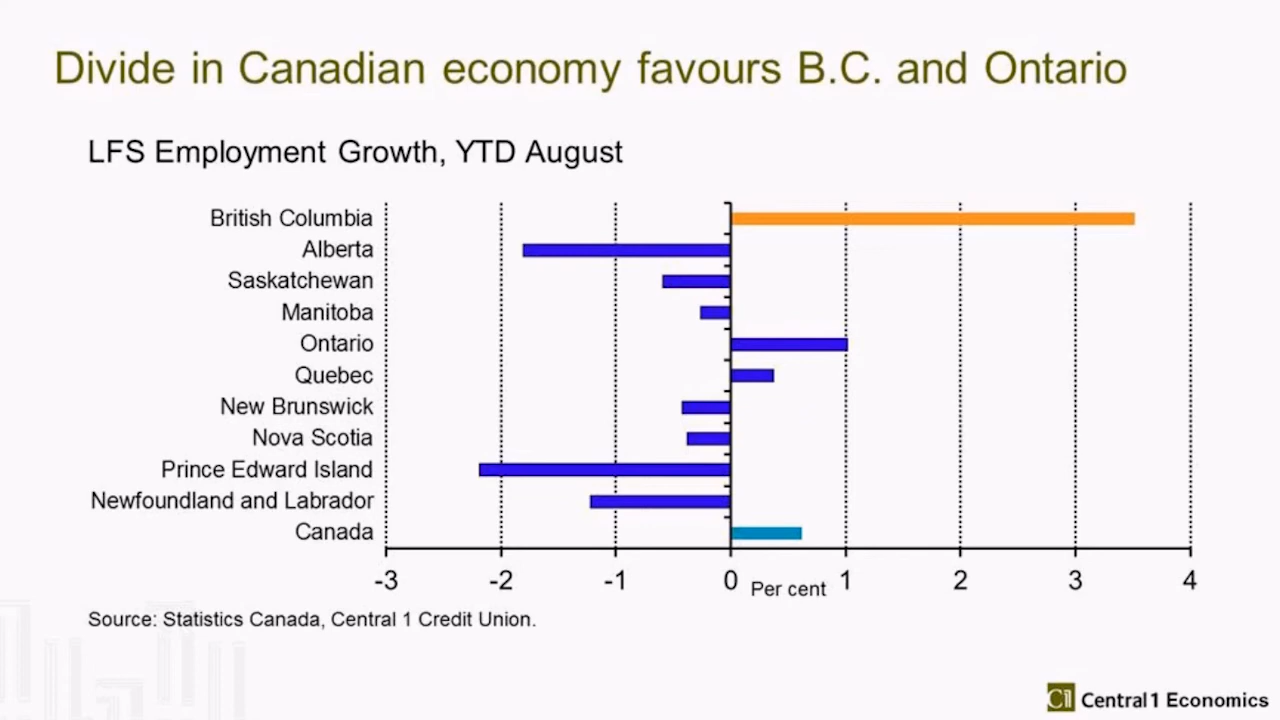 Divide in Canadian economy favours B.C. and Ontario
LFS Employment Growth, YTD August
British Columbia
Alberta
Saskatchewan
Manitoba
Ontario
Quebec
New Brunswick
Nova Scotia
Prince Edward Island
Newfoundland and Labrador
Canada
-3 -2 -1 0 1 2 3 4
Per cent
Source: Statistics Canada, Central 1 Credit Union.
C1 Central 1 Economics